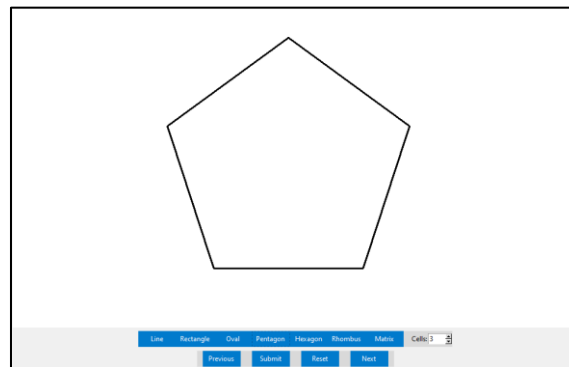 Line Rectangle Oval Pentagon Hexagon Rhombus Matrix Cells: 3
Previous Submit Reset Next